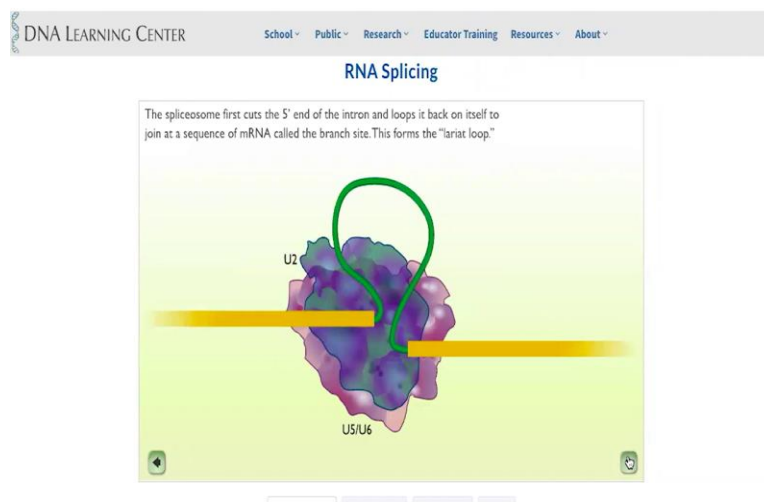 DNA LEARNING CENTER
School Public Research Educator Training Resources About
RNA Splicing
The spliceosome first cuts the 5' end of the intron and loops it back on itself to
join at a sequence of mRNA called the branch site. This forms the "lariat loop."
U2
U5/U6